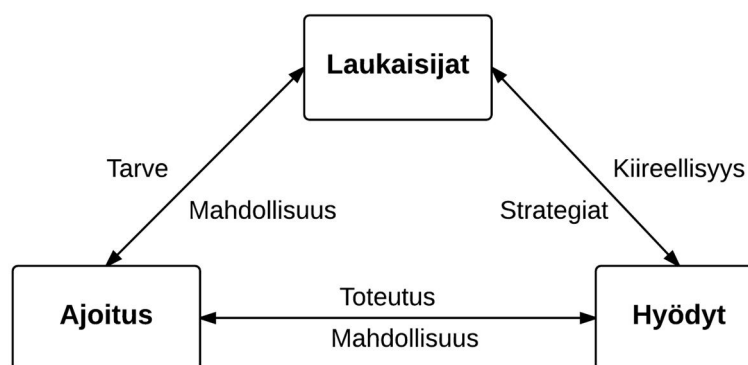 Laukaisijat
Tarve
Kiireellisyys
Mahdollisuus
Strategiat
Toteutus
Ajoitus
Hyödyt
Mahdollisuus